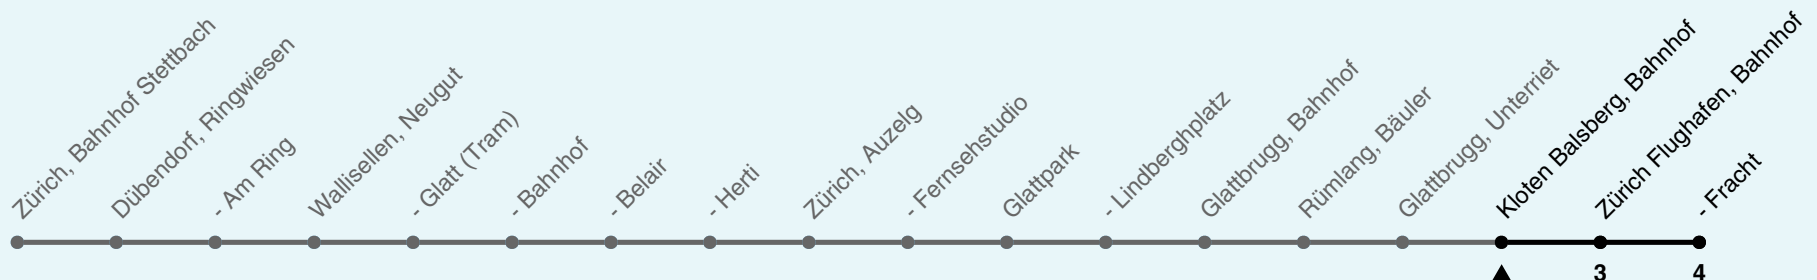 Zürich, Bahnhof Stettbach
Dübendorf, Ringwiesen
- Am Ring
Wallisellen, Neugut
- Glatt (Tram)
- Bahnhof
- Belair
- Herti
Zürich, Auzelg
- Fernsehstudio
Glattpark
- Lindberghplatz
Glattbrugg, Bahnhof
Rümlang, Bäuler
Glattbrugg, Unterriet
Kloten Balsberg, Bahnhof
Zürich Flughafen, Bahnhof
- Fracht
3
4